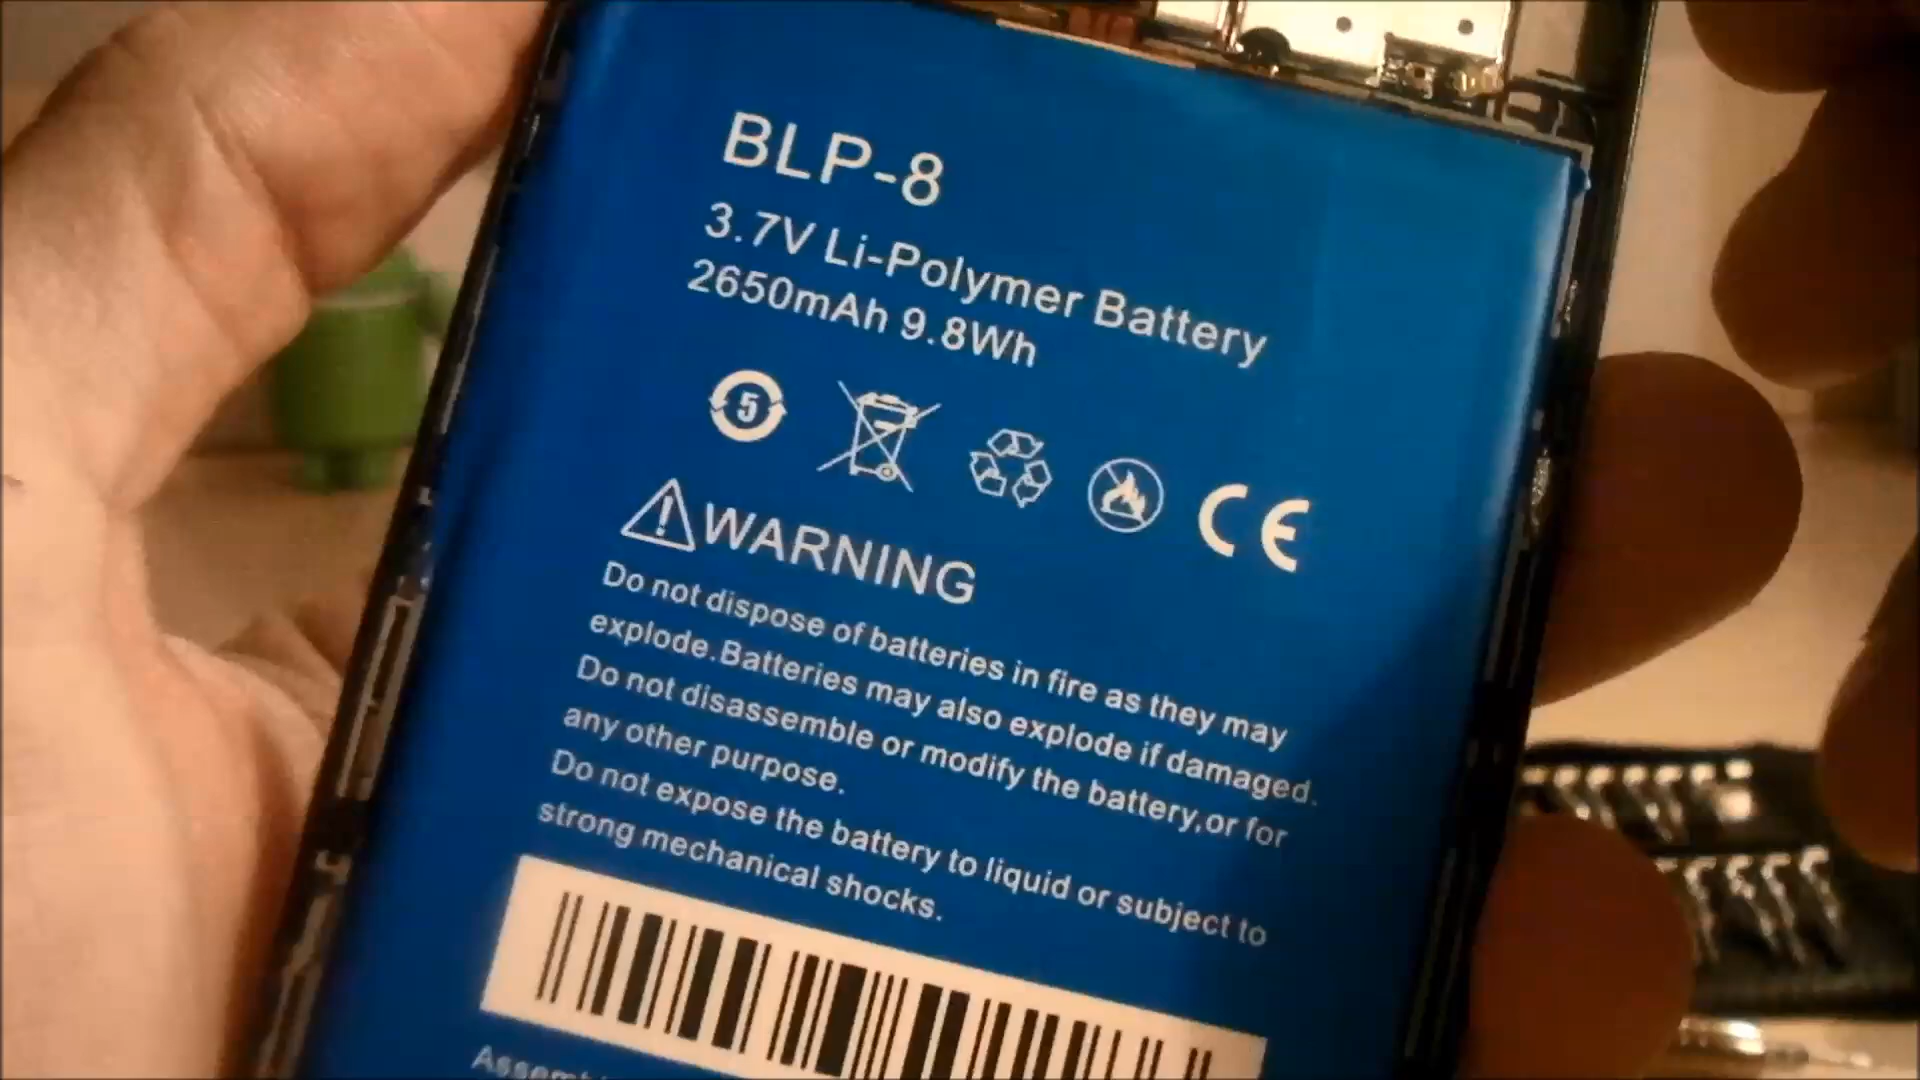 BLP-8
3.7V Li-Polymer Battery
2650mAh 9.8Wh
5
CE
WARNING
Do not dispose of batteries in fire as they may
explode.Batteries may also explode if damaged.
Do not disassemble or modify the battery,or for
any other purpose.
Do not expose the battery to liquid or subject to
strong mechanical shocks.